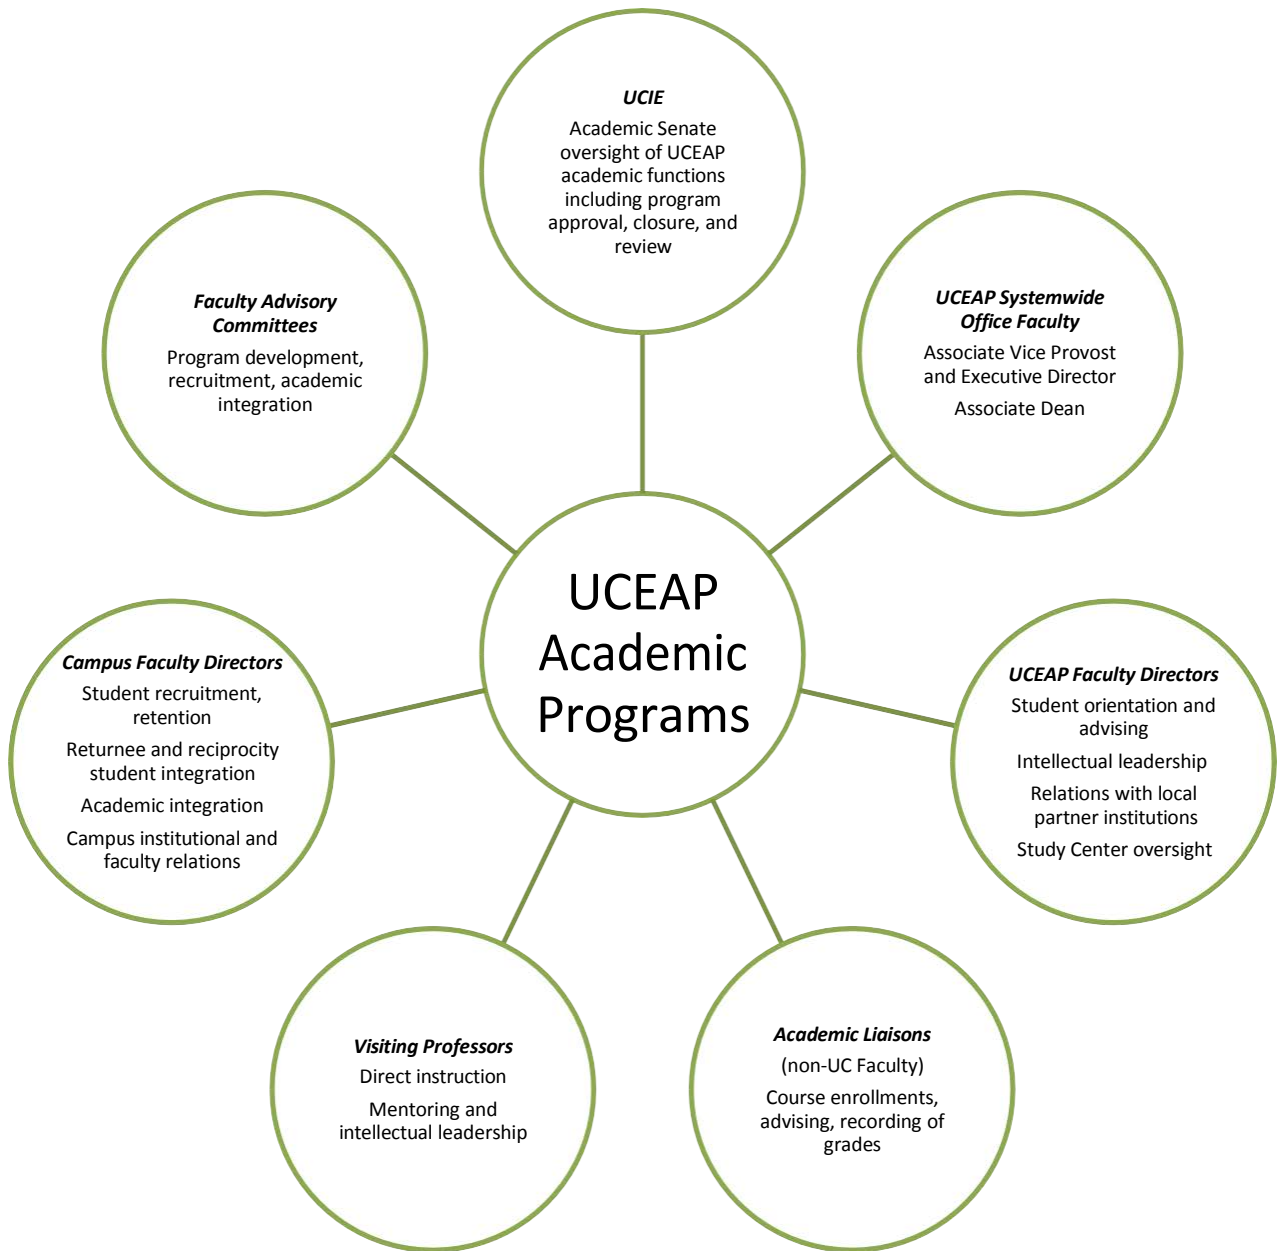 UCIE
Academic Senate
oversight of UCEAP
academic functions
including program
approval, closure, and
review
UCEAP Systemwide
Office Faculty
Associate Vice Provost
and Executive Director
Associate Dean
UCEAP Faculty Directors
Student orientation and
advising
Intellectual leadership
Relations with local
partner institutions
Study Center oversight
Academic Liaisons
(non-UC Faculty)
Course enrollments,
advising, recording of
grades
Visiting Professors
Direct instruction
Mentoring and
intellectual leadership
Campus Faculty Directors
Student recruitment,
retention
Returnee and reciprocity
student integration
Academic integration
Campus institutional and
faculty relations
Faculty Advisory
Committees
Program development,
recruitment, academic
integration
UCEAP
Academic
Programs